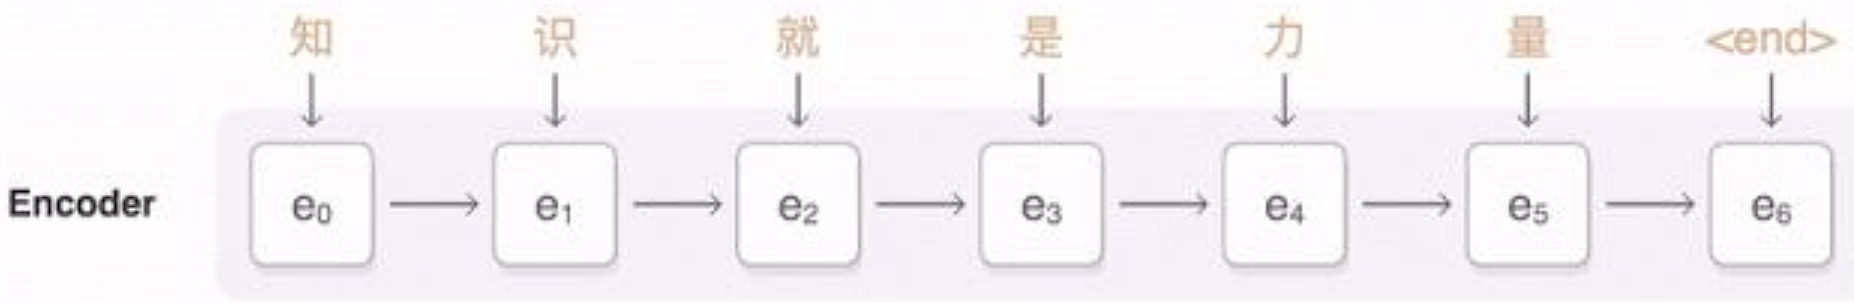 知 识 就 是 力 量 <end>
Encoder e₀ e₁ e₂ e₃ e₄ e₅ e₆